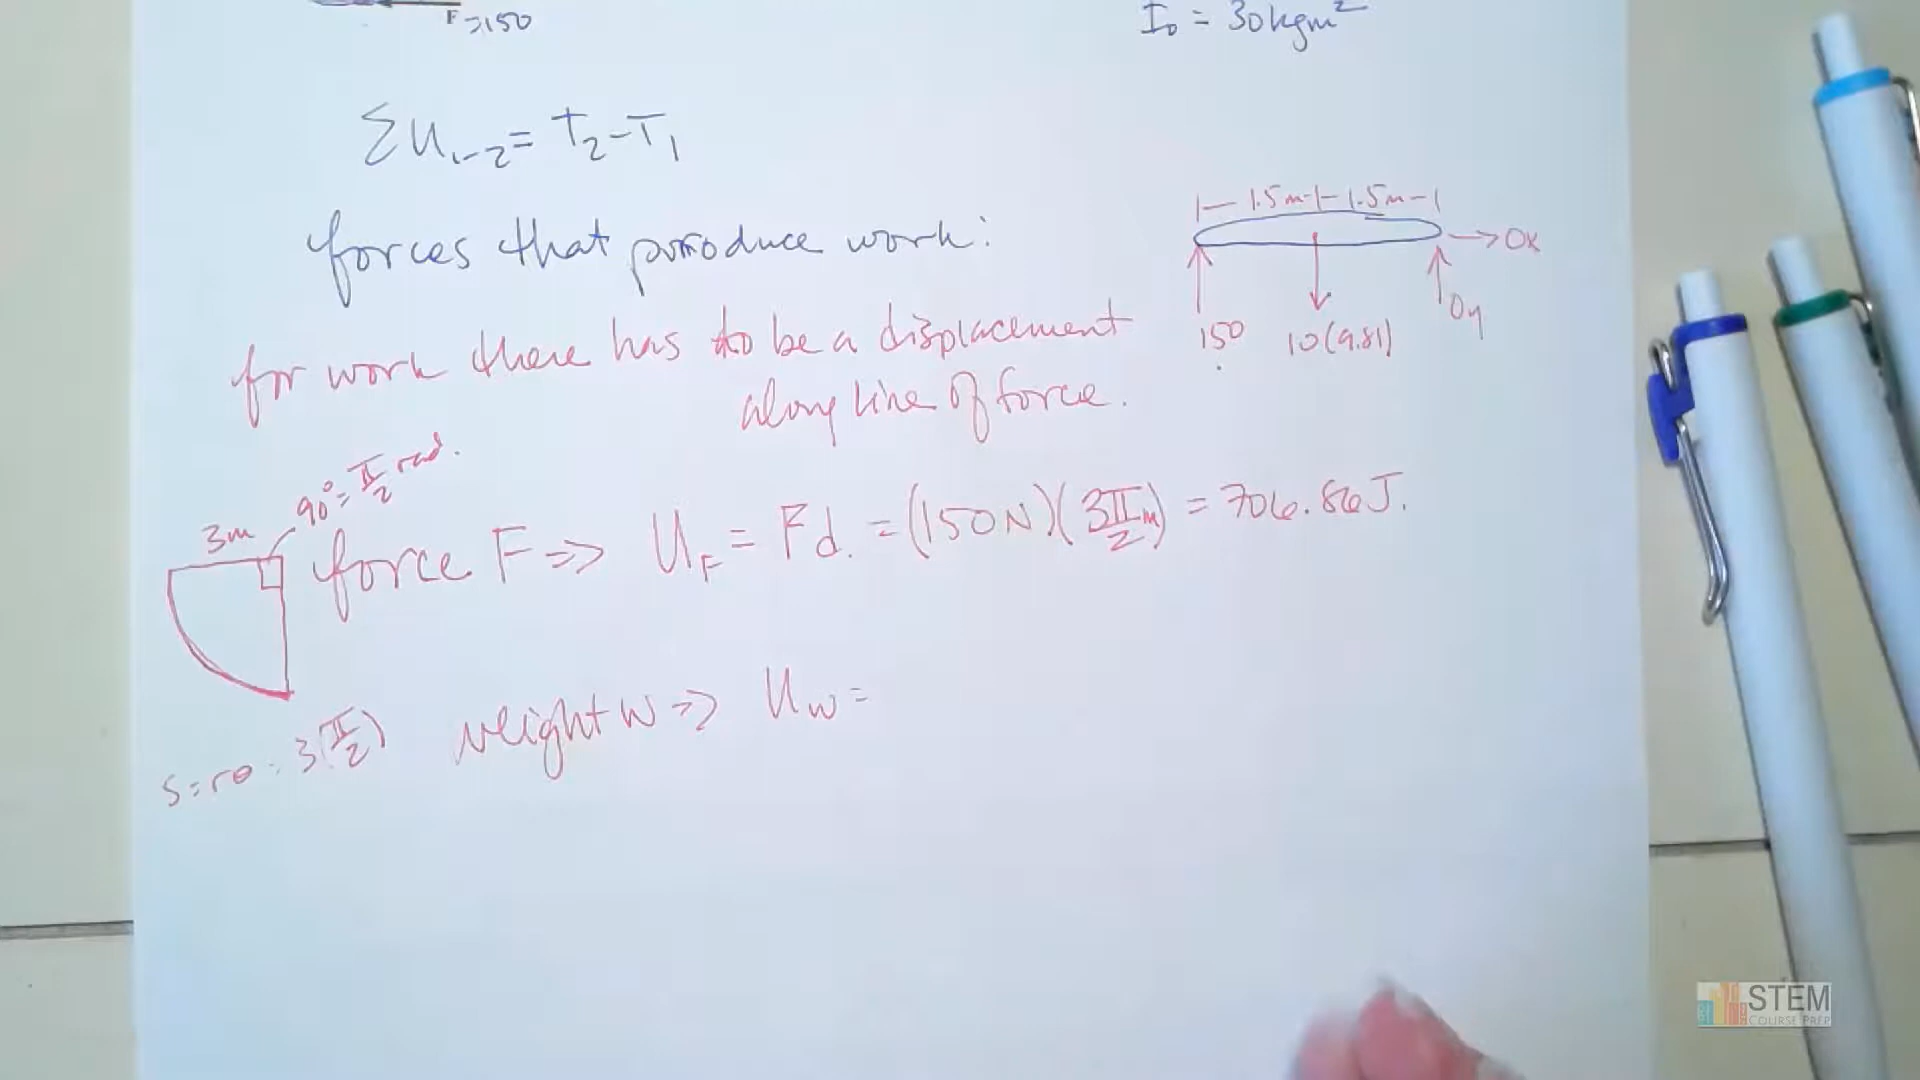 F =150
I₀ = 30kgm²
ΣU₁₋₂ = T₂-T₁
|— 1.5m-|- 1.5m -|
→ Ox
Oy
150
10(9.81)
forces that produce work:
for work there has to be a displacement
along line of force.
90°= π/2 rad.
3m
force F => U_F = Fd. = (150N)(3π/2 m) = 706.86J.
weight W => U_W =
s=rθ = 3(π/2)
STEM
COURSE PREP